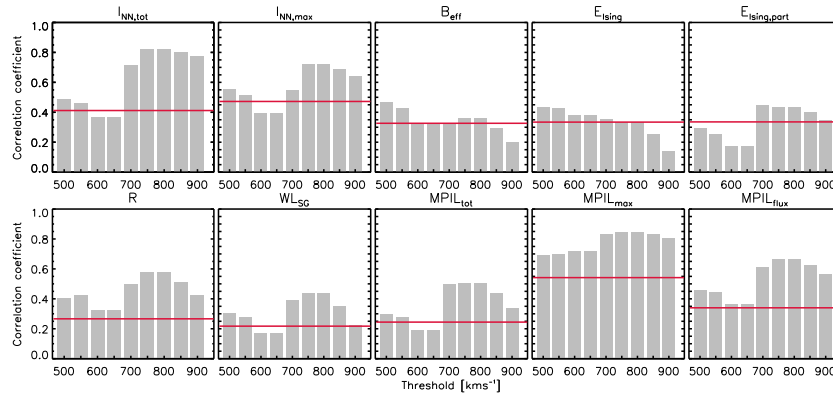 I_NN,tot I_NN,max B_eff E_Ising E_Ising,part
Correlation coefficient
1.0
0.8
0.6
0.4
0.2
0.0
500 600 700 800 900 500 600 700 800 900 500 600 700 800 900 500 600 700 800 900 500 600 700 800 900
R WL_SG MPIL_tot MPIL_max MPIL_flux
Correlation coefficient
1.0
0.8
0.6
0.4
0.2
0.0
500 600 700 800 900 500 600 700 800 900 500 600 700 800 900 500 600 700 800 900 500 600 700 800 900
Threshold [kms⁻¹]